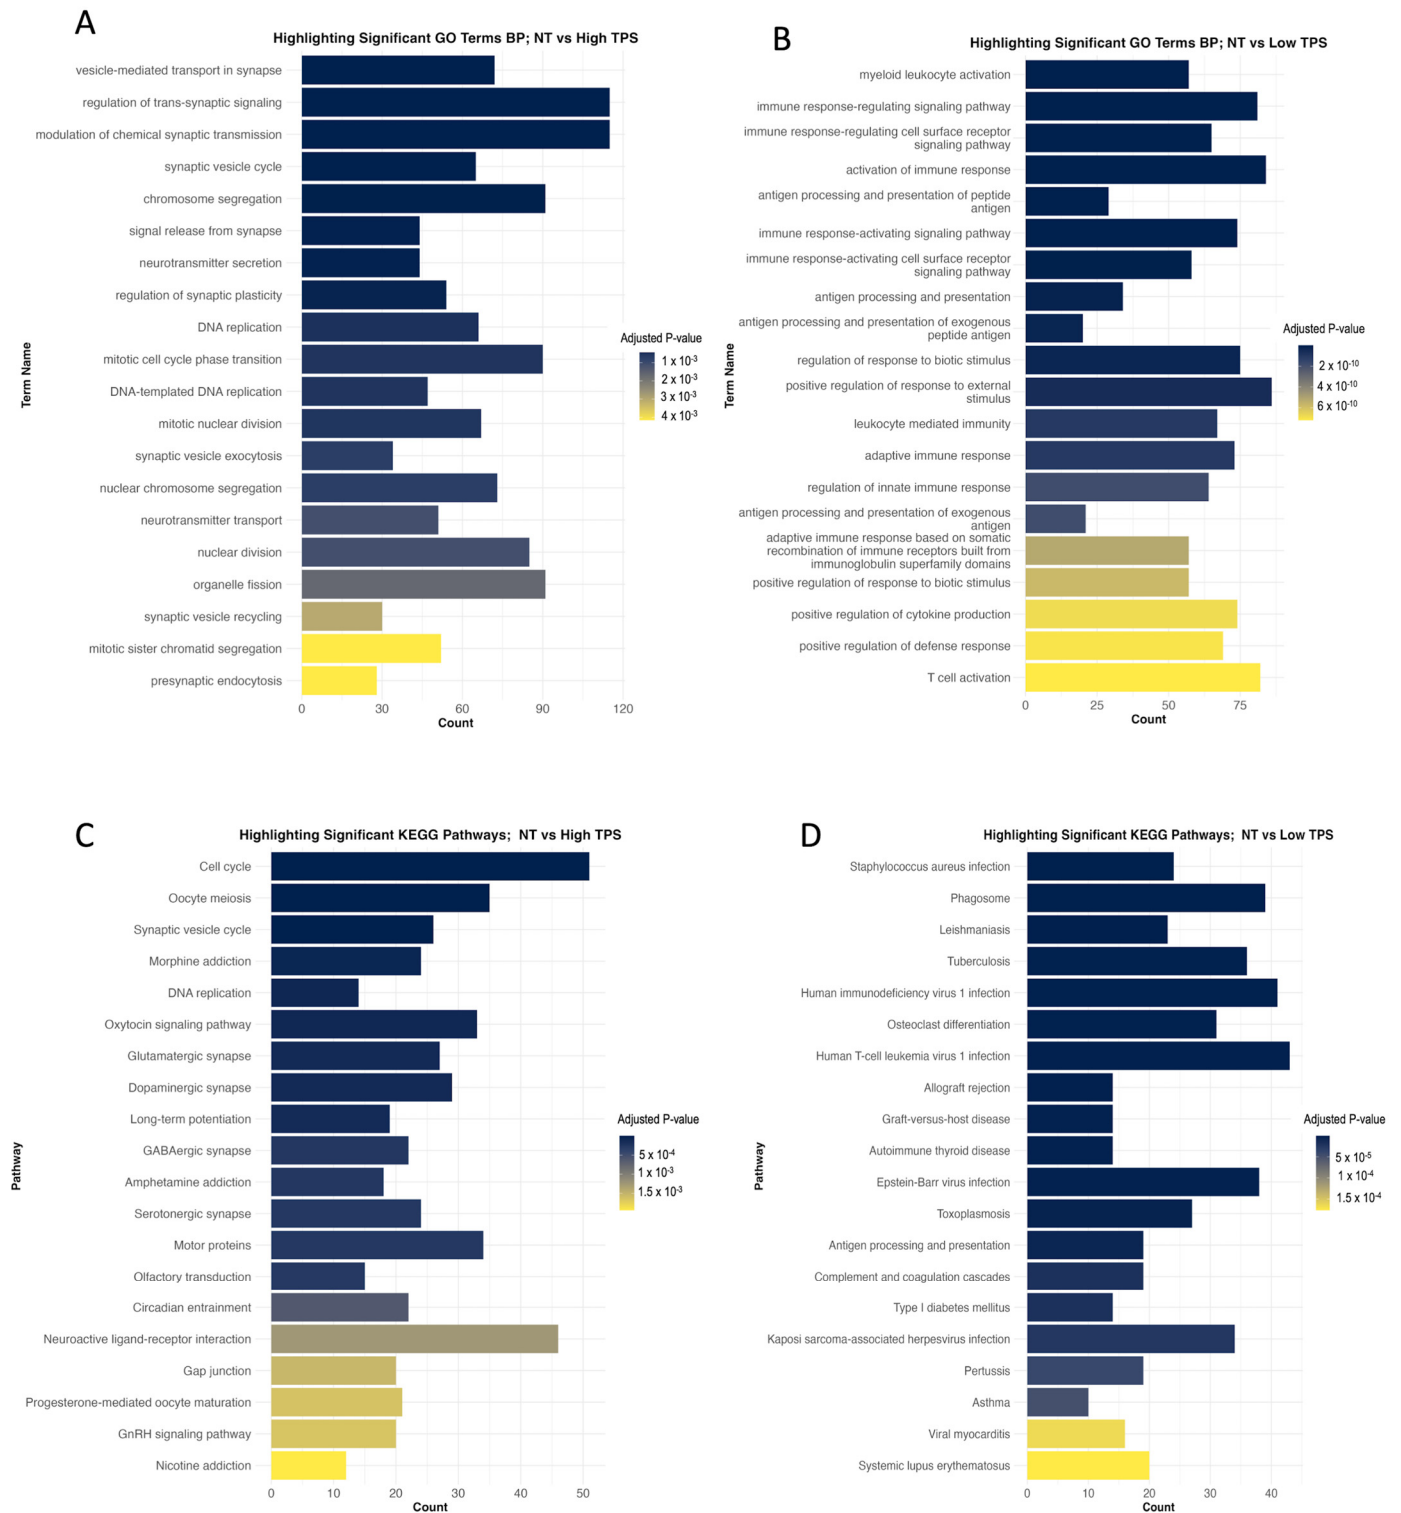 A
Highlighting Significant GO Terms BP; NT vs High TPS
vesicle-mediated transport in synapse
regulation of trans-synaptic signaling
modulation of chemical synaptic transmission
synaptic vesicle cycle
chromosome segregation
signal release from synapse
neurotransmitter secretion
regulation of synaptic plasticity
DNA replication
mitotic cell cycle phase transition
DNA-templated DNA replication
mitotic nuclear division
synaptic vesicle exocytosis
nuclear chromosome segregation
neurotransmitter transport
nuclear division
organelle fission
synaptic vesicle recycling
mitotic sister chromatid segregation
presynaptic endocytosis
Term Name
0 30 60 90 120
Count
Adjusted P-value
1 x 10⁻³
2 x 10⁻³
3 x 10⁻³
4 x 10⁻³
B
Highlighting Significant GO Terms BP; NT vs Low TPS
myeloid leukocyte activation
immune response-regulating signaling pathway
immune response-regulating cell surface receptor
signaling pathway
activation of immune response
antigen processing and presentation of peptide
antigen
immune response-activating signaling pathway
immune response-activating cell surface receptor
signaling pathway
antigen processing and presentation
antigen processing and presentation of exogenous
peptide antigen
regulation of response to biotic stimulus
positive regulation of response to external
stimulus
leukocyte mediated immunity
adaptive immune response
regulation of innate immune response
antigen processing and presentation of exogenous
antigen
adaptive immune response based on somatic
recombination of immune receptors built from
immunoglobulin superfamily domains
positive regulation of response to biotic stimulus
positive regulation of cytokine production
positive regulation of defense response
T cell activation
Term Name
0 25 50 75
Count
Adjusted P-value
2 x 10⁻¹⁰
4 x 10⁻¹⁰
6 x 10⁻¹⁰
C
Highlighting Significant KEGG Pathways; NT vs High TPS
Cell cycle
Oocyte meiosis
Synaptic vesicle cycle
Morphine addiction
DNA replication
Oxytocin signaling pathway
Glutamatergic synapse
Dopaminergic synapse
Long-term potentiation
GABAergic synapse
Amphetamine addiction
Serotonergic synapse
Motor proteins
Olfactory transduction
Circadian entrainment
Neuroactive ligand-receptor interaction
Gap junction
Progesterone-mediated oocyte maturation
GnRH signaling pathway
Nicotine addiction
Pathway
0 10 20 30 40 50
Count
Adjusted P-value
5 x 10⁻⁴
1 x 10⁻³
1.5 x 10⁻³
D
Highlighting Significant KEGG Pathways; NT vs Low TPS
Staphylococcus aureus infection
Phagosome
Leishmaniasis
Tuberculosis
Human immunodeficiency virus 1 infection
Osteoclast differentiation
Human T-cell leukemia virus 1 infection
Allograft rejection
Graft-versus-host disease
Autoimmune thyroid disease
Epstein-Barr virus infection
Toxoplasmosis
Antigen processing and presentation
Complement and coagulation cascades
Type I diabetes mellitus
Kaposi sarcoma-associated herpesvirus infection
Pertussis
Asthma
Viral myocarditis
Systemic lupus erythematosus
Pathway
0 10 20 30 40
Count
Adjusted P-value
5 x 10⁻⁵
1 x 10⁻⁴
1.5 x 10⁻⁴